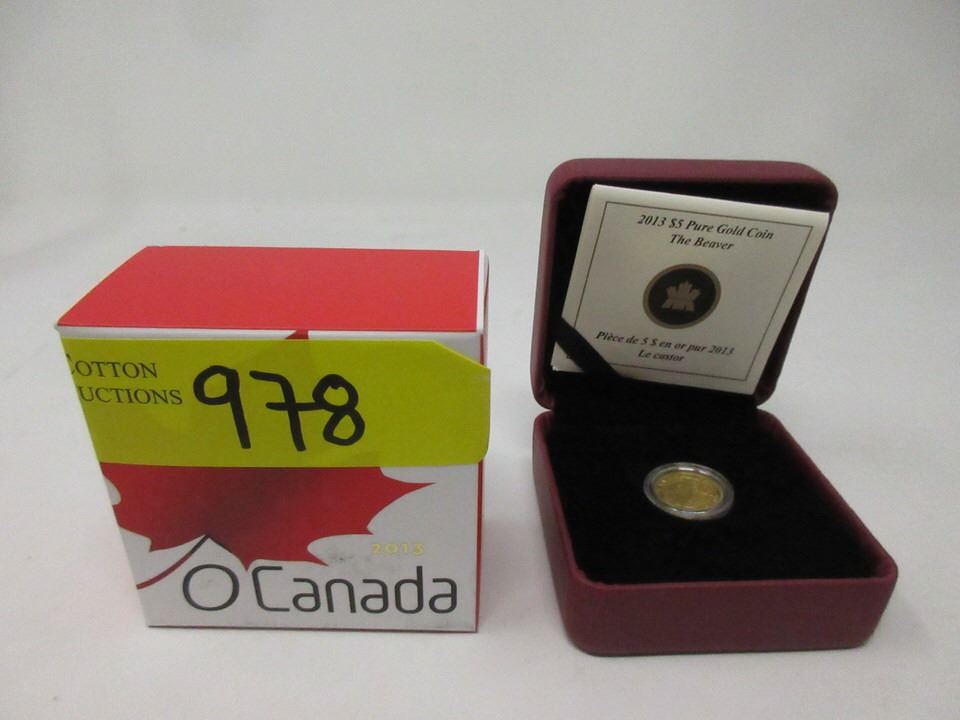 OTTON
UCTIONS
978
2013
O Canada
2013 $5 Pure Gold Coin
The Beaver
Pièce de 5 $ en or pur 2013
Le castor